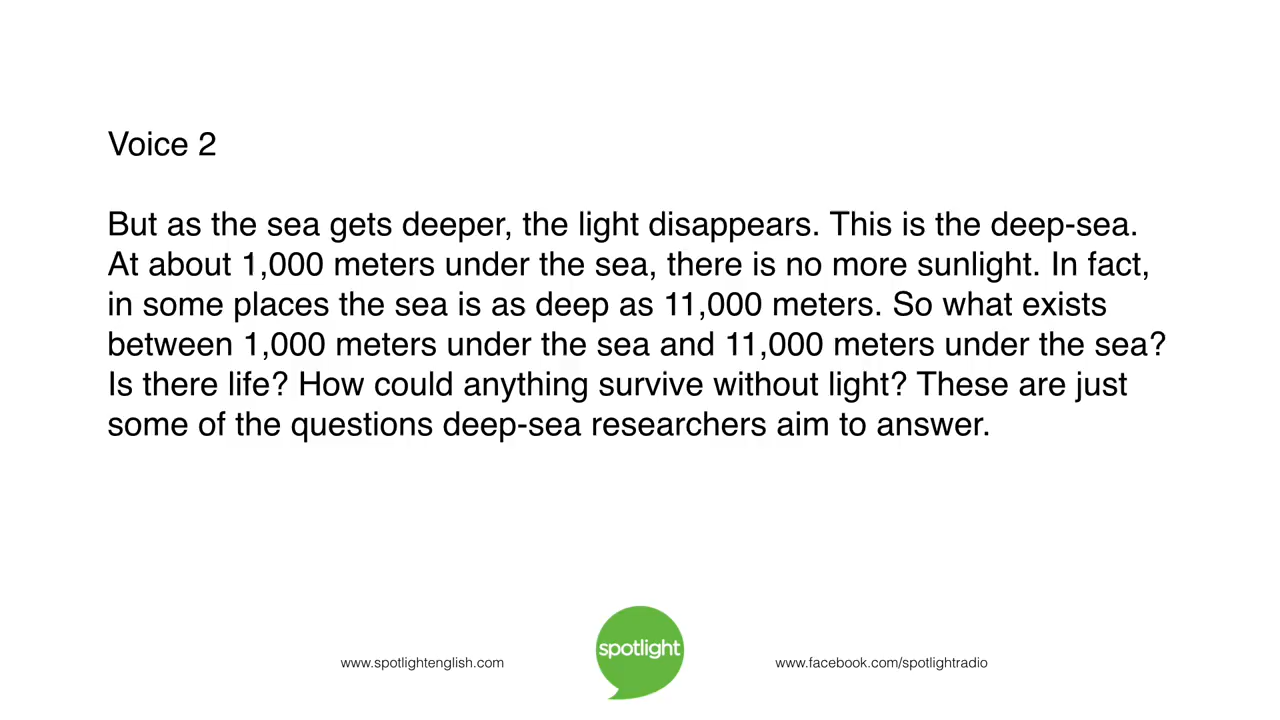 Voice 2
But as the sea gets deeper, the light disappears. This is the deep-sea.
At about 1,000 meters under the sea, there is no more sunlight. In fact,
in some places the sea is as deep as 11,000 meters. So what exists
between 1,000 meters under the sea and 11,000 meters under the sea?
Is there life? How could anything survive without light? These are just
some of the questions deep-sea researchers aim to answer.
www.spotlightenglish.com
spotlight
www.facebook.com/spotlightradio